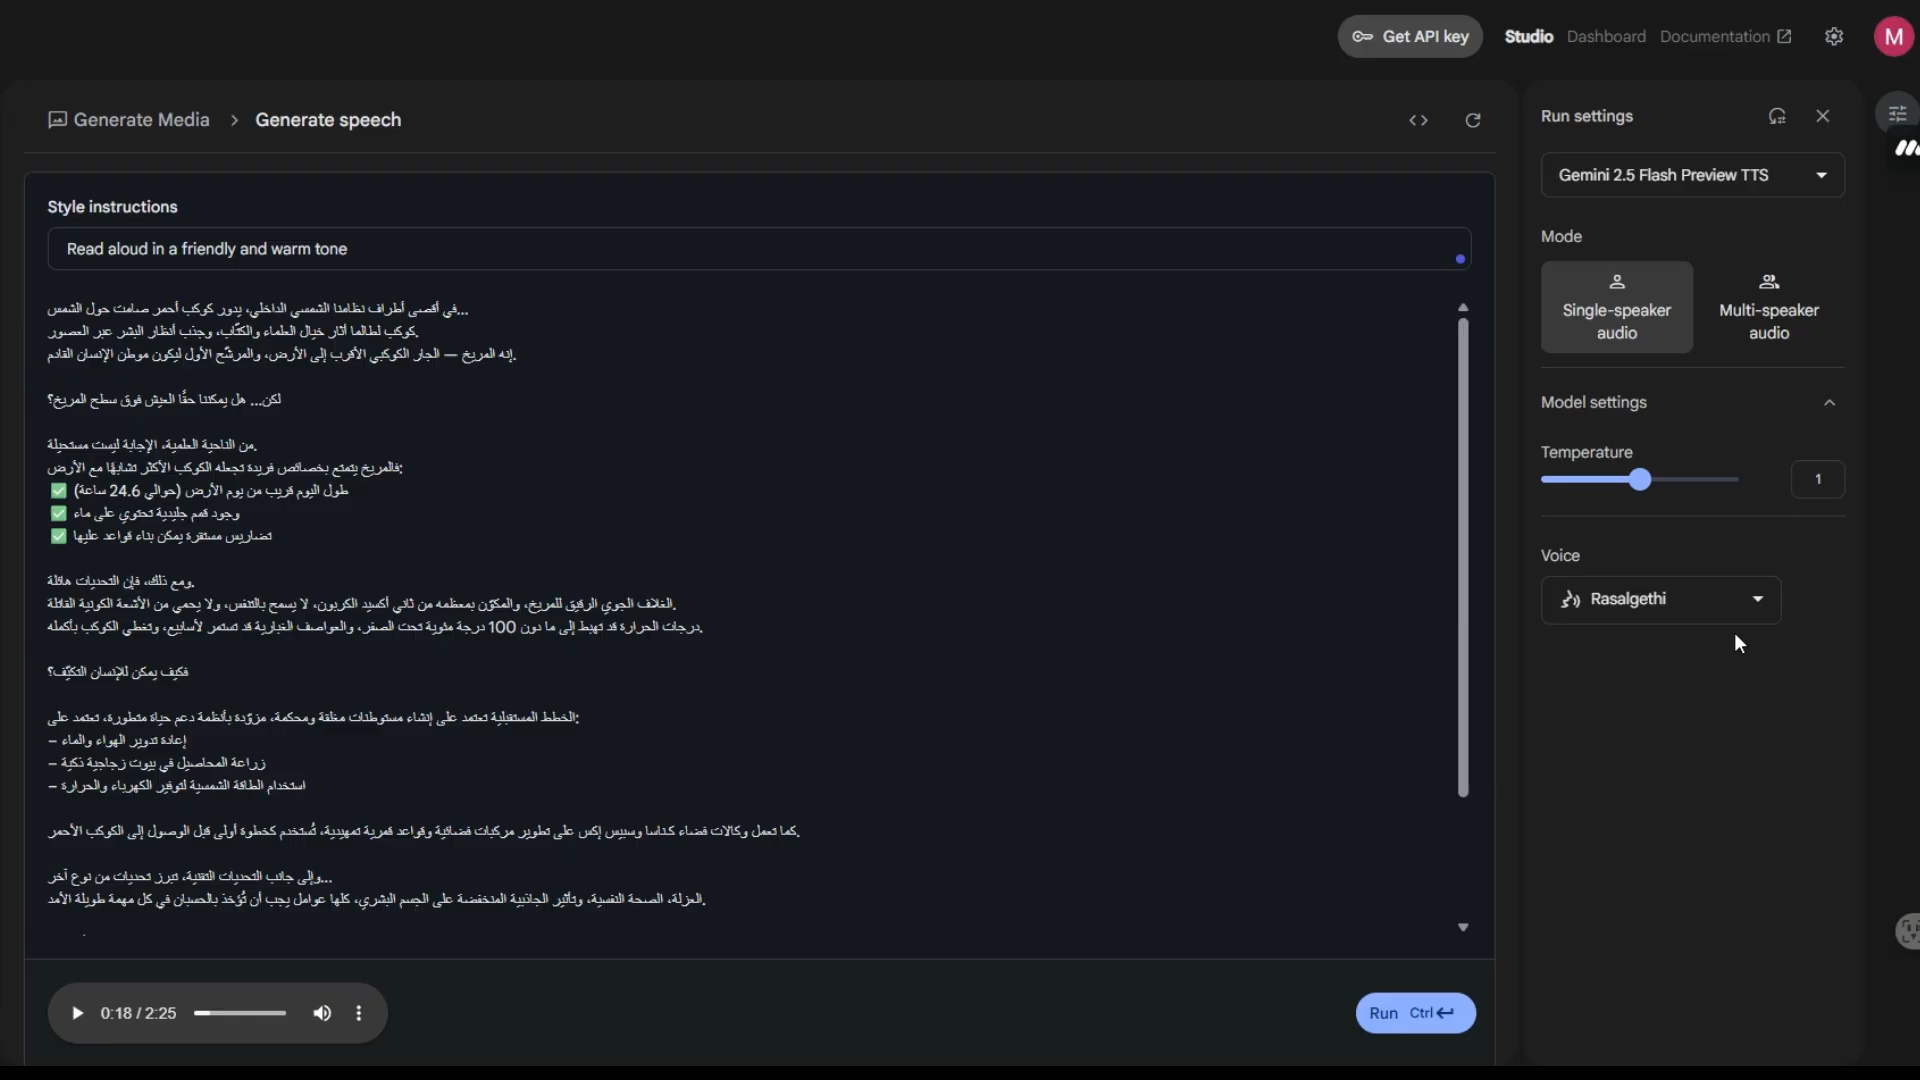 Get API key
Studio
Dashboard
Documentation
M
Generate Media > Generate speech
Style instructions
Read aloud in a friendly and warm tone
في أقصى أطراف نظامنا الشمسي الداخلي، يدور كوكب أحمر صامت حول الشمس...
كوكب لطالما أثار خيال العلماء والكتّاب، وجذب أنظار البشر عبر العصور.
إنه المريخ — الجار الكوكبي الأقرب إلى الأرض، والمرشّح الأول ليكون موطن الإنسان القادم.
لكن... هل يمكننا حقًا العيش فوق سطح المريخ؟
من الناحية العلمية، الإجابة ليست مستحيلة.
فالمريخ يتمتع بخصائص فريدة تجعله الكوكب الأكثر تشابهًا مع الأرض:
✅ طول اليوم قريب من يوم الأرض (حوالي 24.6 ساعة)
✅ وجود قمم جليدية تحتوي على ماء
✅ تضاريس مستقرة يمكن بناء قواعد عليها
ومع ذلك، فإن التحديات هائلة.
الغلاف الجوي الرقيق للمريخ، والمكوّن بمعظمه من ثاني أكسيد الكربون، لا يسمح بالتنفس، ولا يحمي من الأشعة الكونية القاتلة.
درجات الحرارة قد تهبط إلى ما دون 100 درجة مئوية تحت الصفر، والعواصف الغبارية قد تستمر لأسابيع، وتغطي الكوكب بأكمله.
فكيف يمكن للإنسان التكيّف؟
الخطط المستقبلية تعتمد على إنشاء مستوطنات مغلقة ومحكمة، مزوّدة بأنظمة دعم حياة متطورة، تعتمد على:
– إعادة تدوير الهواء والماء
– زراعة المحاصيل في بيوت زجاجية ذكية
– استخدام الطاقة الشمسية لتوفير الكهرباء والحرارة
كما تعمل وكالات فضاء كناسا وسبيس إكس على تطوير مركبات فضائية وقواعد قمرية تمهيدية، تُستخدم كخطوة أولى قبل الوصول إلى الكوكب الأحمر.
وإلى جانب التحديات التقنية، تبرز تحديات من نوع آخر...
العزلة، الصحة النفسية، وتأثير الجاذبية المنخفضة على الجسم البشري، كلها عوامل يجب أن تُؤخذ بالحسبان في كل مهمة طويلة الأمد.
0:18 / 2:25
Run Ctrl
Run settings
Gemini 2.5 Flash Preview TTS
Mode
Single-speaker audio
Multi-speaker audio
Model settings
Temperature
1
Voice
Rasalgethi